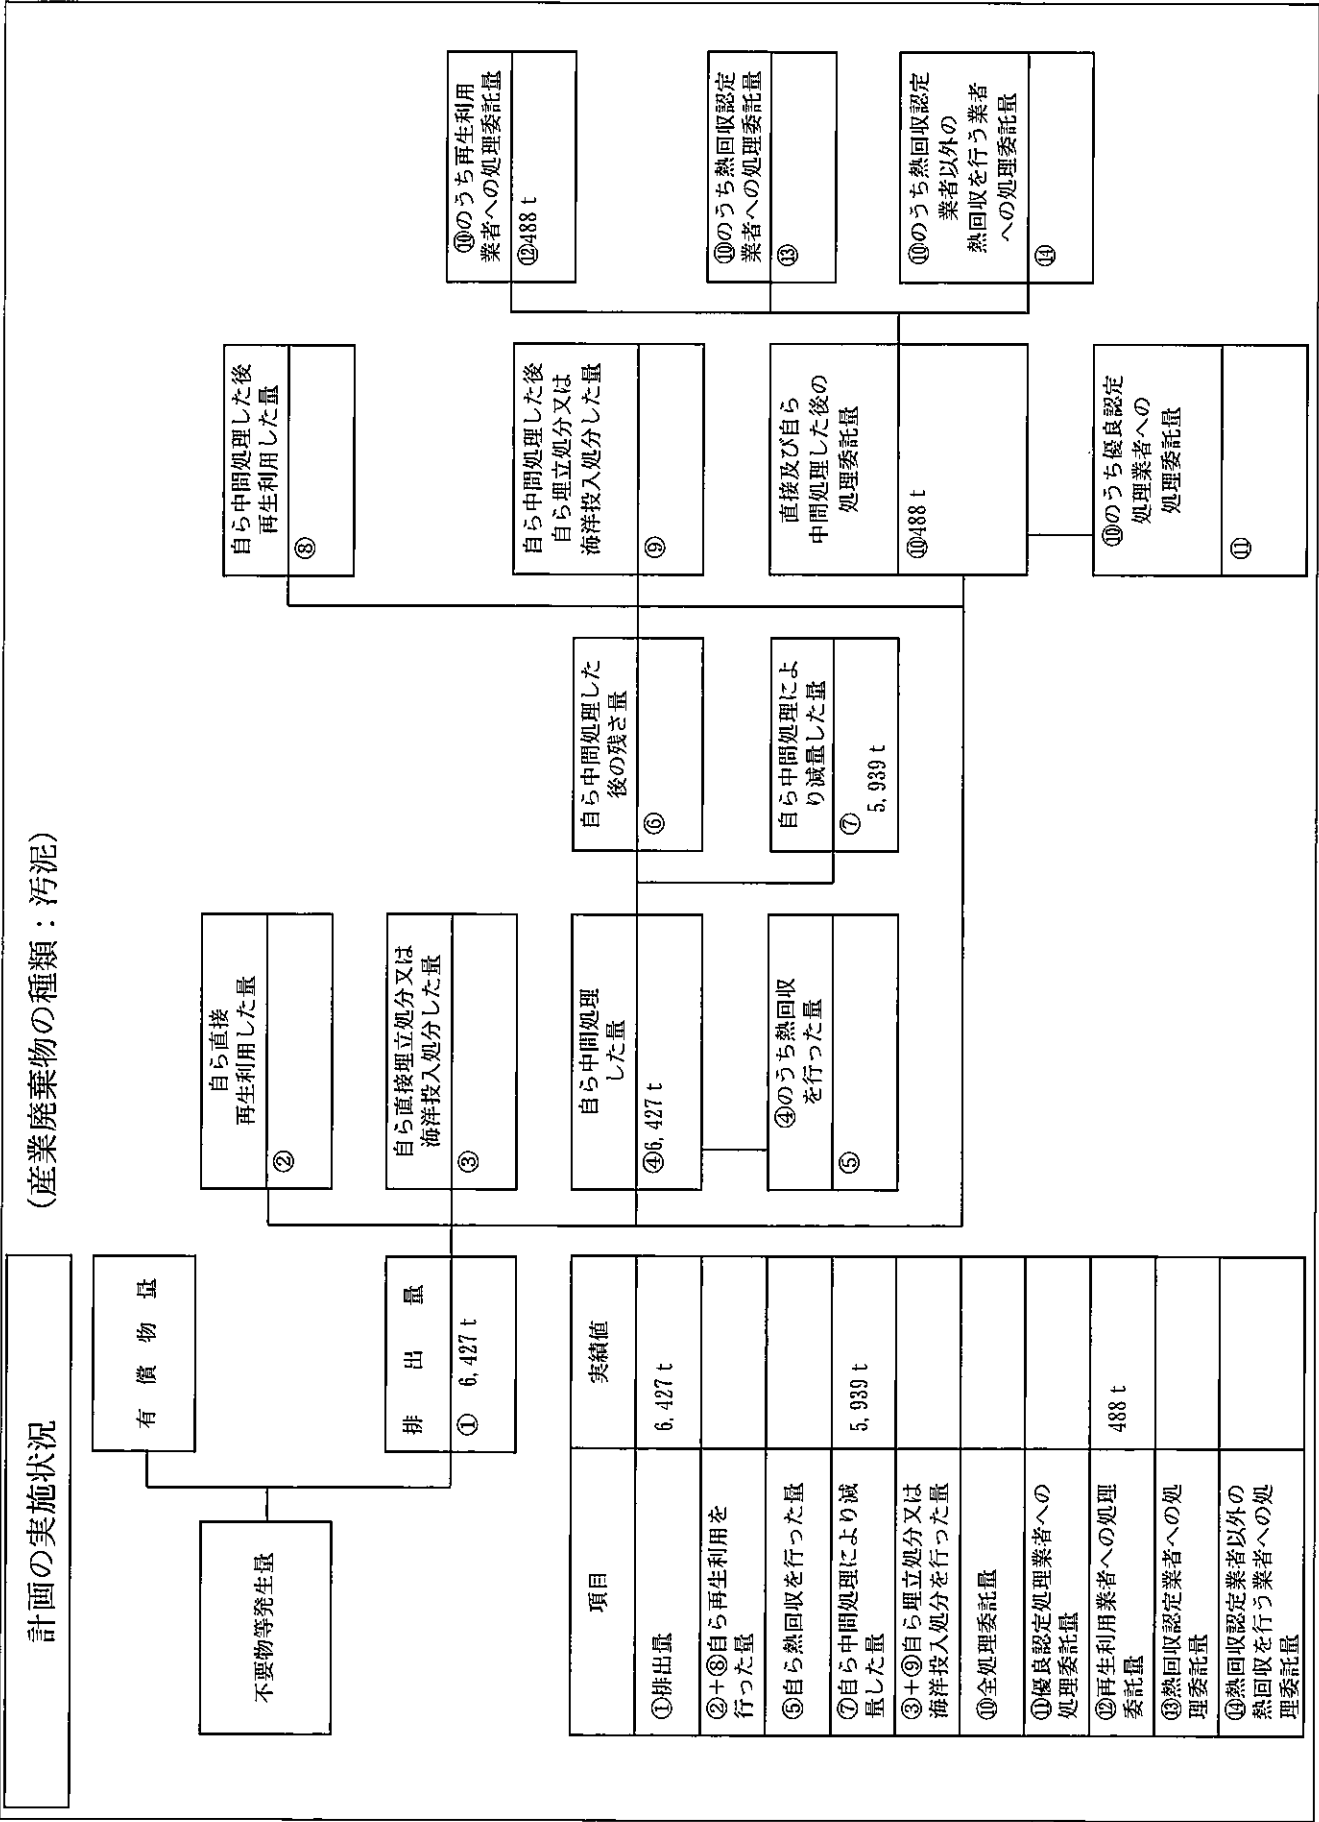 計画の実施状況
(産業廃棄物の種類:汚泥)
有償物量
不要物等発生量
排出量
① 6,427 t
自ら直接
再生利用した量
②
自ら直接埋立処分又は
海洋投入処分した量
③
自ら中間処理
した量
④6,427 t
④のうち熱回収
を行った量
⑤
自ら中間処理した
後の残さ量
⑥
自ら中間処理によ
り減量した量
⑦
5,939 t
自ら中間処理した後
再生利用した量
⑧
自ら中間処理した後
自ら埋立処分又は
海洋投入処分した量
⑨
直接及び自ら
中間処理した後の
処理委託量
⑩488 t
⑩のうち優良認定
処理業者への
処理委託量
⑪
⑩のうち再生利用
業者への処理委託量
⑫488 t
⑩のうち熱回収認定
業者への処理委託量
⑬
⑩のうち熱回収認定
業者以外の
熱回収を行う業者
への処理委託量
⑭
項目 実績値
①排出量 6,427 t
②+⑧自ら再生利用を
行った量
⑤自ら熱回収を行った量
⑦自ら中間処理により減
量した量 5,939 t
③+⑨自ら埋立処分又は
海洋投入処分を行った量
⑩全処理委託量
⑪優良認定処理業者への
処理委託量
⑫再生利用業者への処理
委託量 488 t
⑬熱回収認定業者への処
理委託量
⑭熱回収認定業者以外の
熱回収を行う業者への処
理委託量